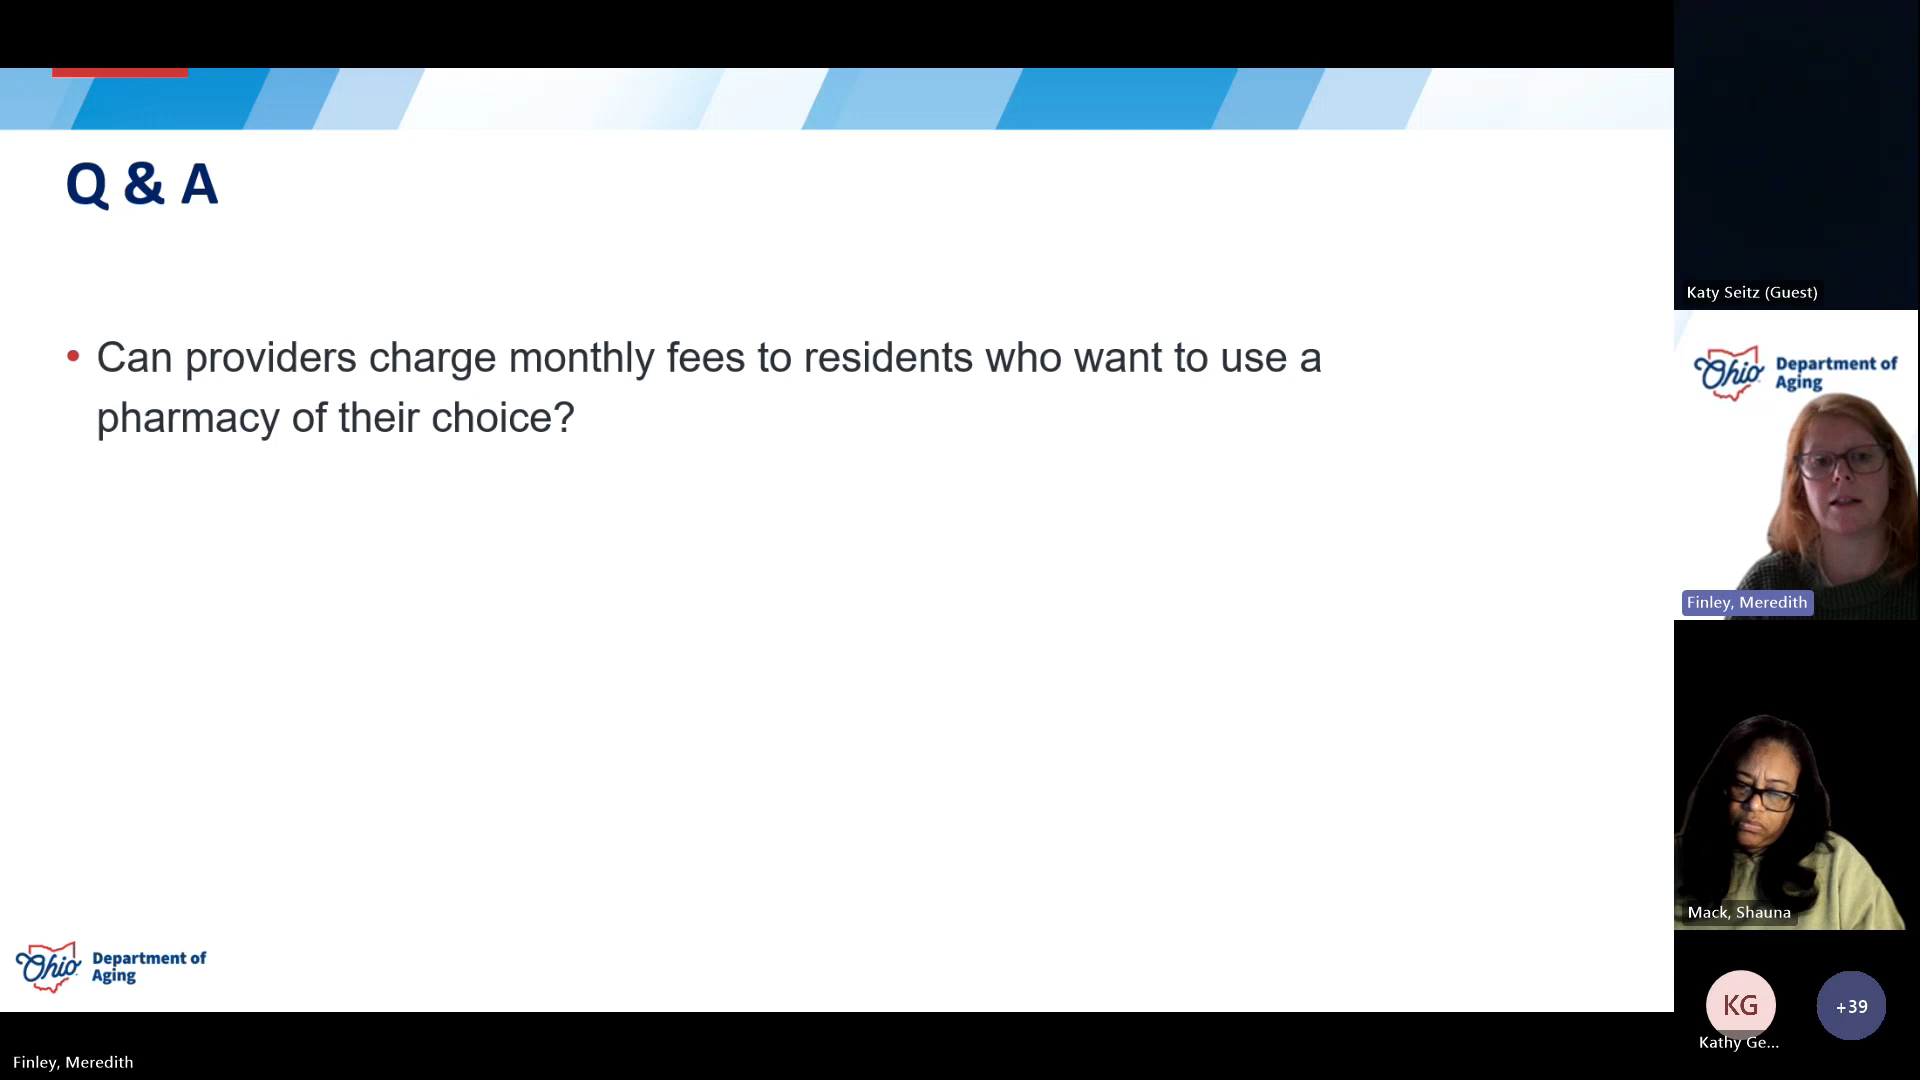 Q & A
• Can providers charge monthly fees to residents who want to use a
pharmacy of their choice?
Ohio Department of
Aging
Finley, Meredith
Katy Seitz (Guest)
Ohio Department of
Aging
Finley, Meredith
Mack, Shauna
KG
Kathy Ge...
+39